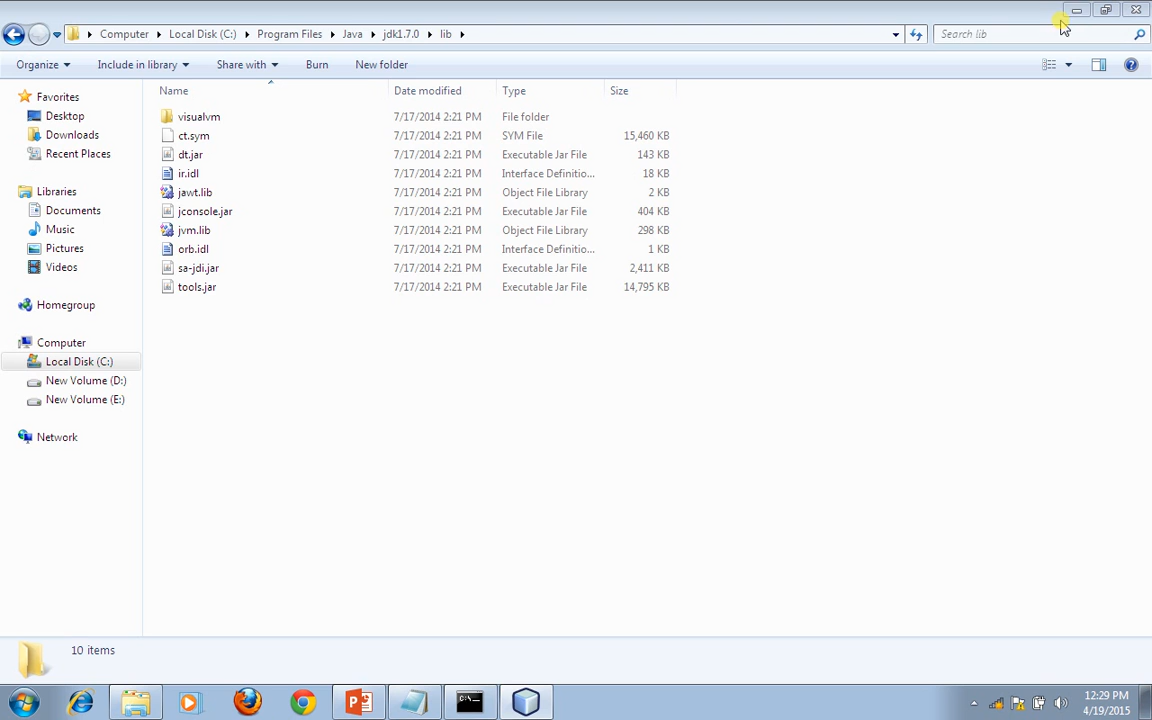 Computer Local Disk (C:) Program Files Java jdk1.7.0 lib Search lib
Organize Include in library Share with Burn New folder
Name Date modified Type Size
Favorites
Desktop
Downloads
Recent Places
Libraries
Documents
Music
Pictures
Videos
Homegroup
Computer
Local Disk (C:)
New Volume (D:)
New Volume (E:)
Network
visualvm 7/17/2014 2:21 PM File folder
ct.sym 7/17/2014 2:21 PM SYM File 15,460 KB
dt.jar 7/17/2014 2:21 PM Executable Jar File 143 KB
ir.idl 7/17/2014 2:21 PM Interface Definitio... 18 KB
jawt.lib 7/17/2014 2:21 PM Object File Library 2 KB
jconsole.jar 7/17/2014 2:21 PM Executable Jar File 404 KB
jvm.lib 7/17/2014 2:21 PM Object File Library 298 KB
orb.idl 7/17/2014 2:21 PM Interface Definitio... 1 KB
sa-jdi.jar 7/17/2014 2:21 PM Executable Jar File 2,411 KB
tools.jar 7/17/2014 2:21 PM Executable Jar File 14,795 KB
10 items
12:29 PM
4/19/2015